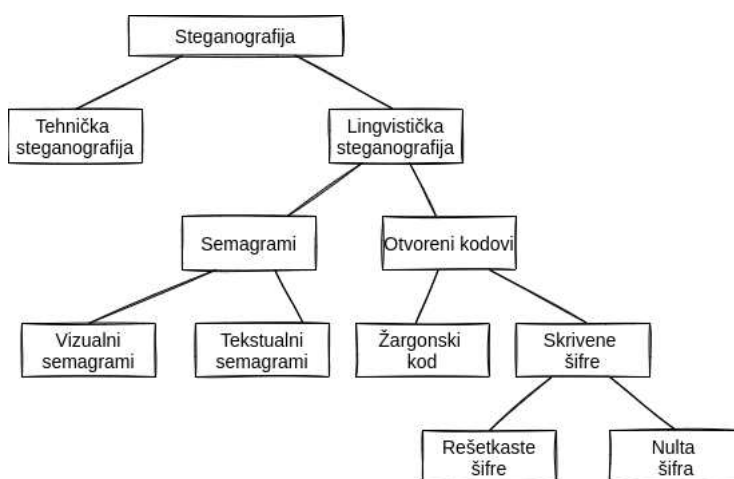 Steganografija
Tehnička
steganografija
Lingvistička
steganografija
Semagrami
Otvoreni kodovi
Vizualni
semagrami
Tekstualni
semagrami
Žargonski
kod
Skrivene
šifre
Rešetkaste
šifre
Nulta
šifra